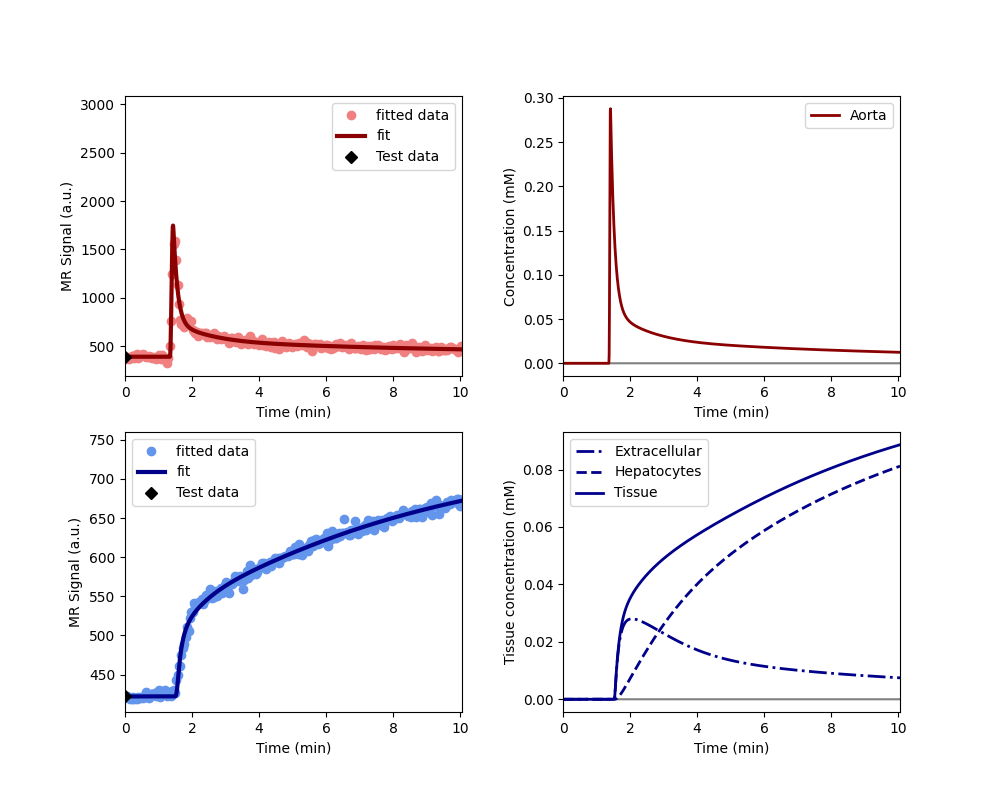 3000
2500
2000
1500
1000
500
MR Signal (a.u.)
fitted data
fit
Test data
0 2 4 6 8 10
Time (min)
0.30
0.25
0.20
0.15
0.10
0.05
0.00
Concentration (mM)
Aorta
0 2 4 6 8 10
Time (min)
750
700
650
600
550
500
450
MR Signal (a.u.)
fitted data
fit
Test data
0 2 4 6 8 10
Time (min)
0.08
0.06
0.04
0.02
0.00
Tissue concentration (mM)
Extracellular
Hepatocytes
Tissue
0 2 4 6 8 10
Time (min)